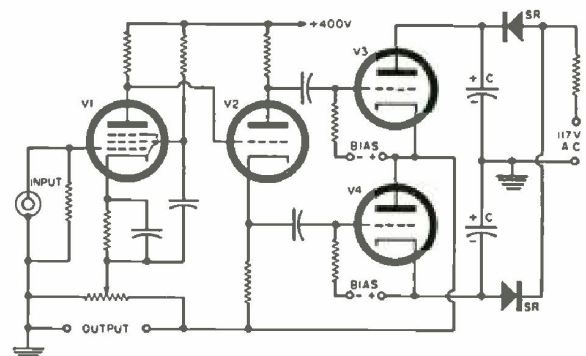 +400V
V1
V2
V3
V4
SR
+ C -
117V
AC
INPUT
BIAS
- +
+ C -
BIAS
- +
SR
OUTPUT